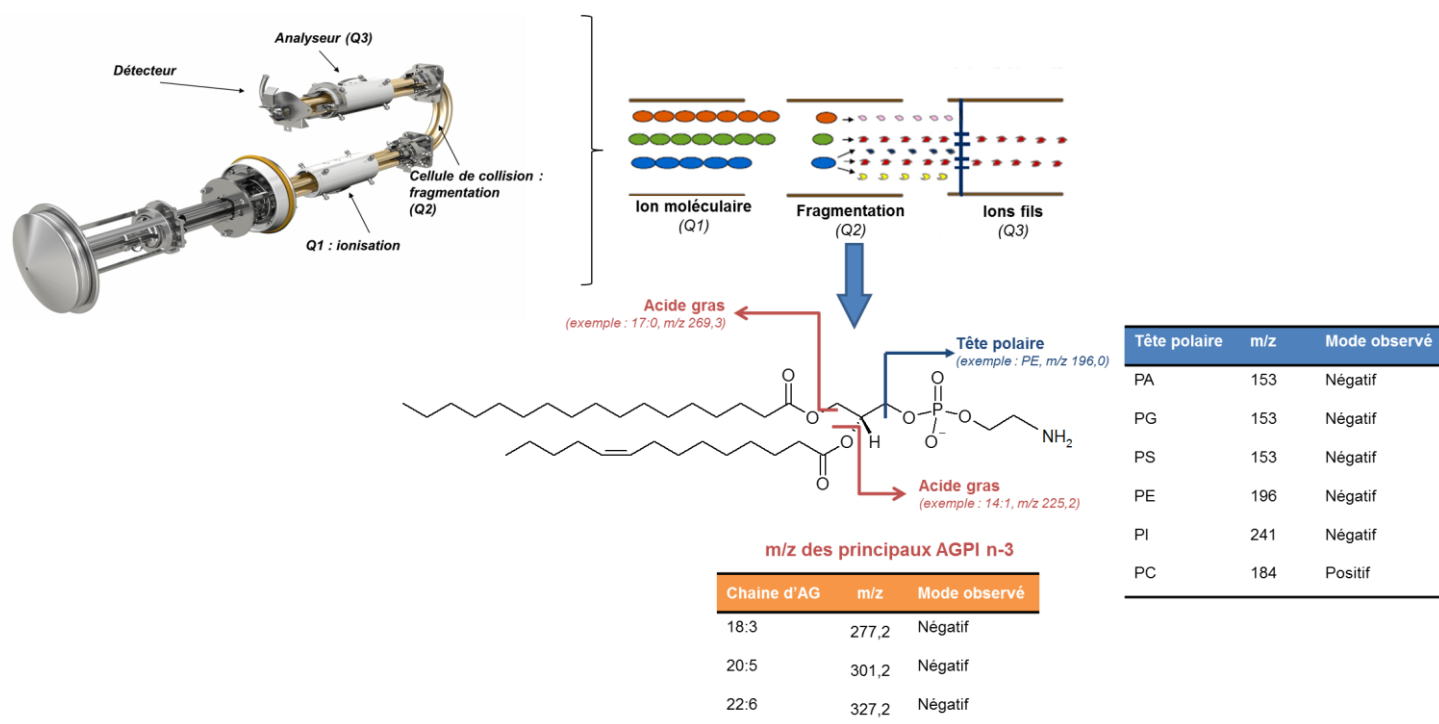 Analyseur (Q3)
Détecteur
Cellule de collision :
fragmentation
(Q2)
Q1 : ionisation
Ion moléculaire
(Q1)
Fragmentation
(Q2)
Ions fils
(Q3)
Acide gras
(exemple : 17:0, m/z 269,3)
Tête polaire
(exemple : PE, m/z 196,0)
O
O
O
P
O
O
O⁻
H
NH₂
O
Acide gras
(exemple : 14:1, m/z 225,2)
Tête polaire m/z Mode observé
PA 153 Négatif
PG 153 Négatif
PS 153 Négatif
PE 196 Négatif
PI 241 Négatif
PC 184 Positif
m/z des principaux AGPI n-3
Chaine d'AG m/z Mode observé
18:3 277,2 Négatif
20:5 301,2 Négatif
22:6 327,2 Négatif